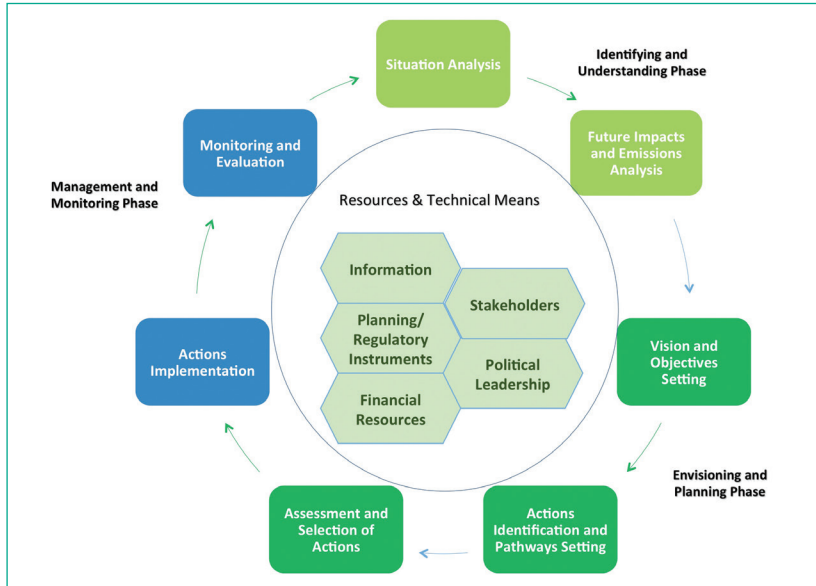 Situation Analysis
Identifying and
Understanding Phase
Future Impacts
and Emissions
Analysis
Vision and
Objectives
Setting
Envisioning and
Planning Phase
Actions
Identification and
Pathways Setting
Assessment and
Selection of
Actions
Actions
Implementation
Management and
Monitoring Phase
Monitoring and
Evaluation
Resources & Technical Means
Information
Stakeholders
Planning/
Regulatory
Instruments
Political
Leadership
Financial
Resources